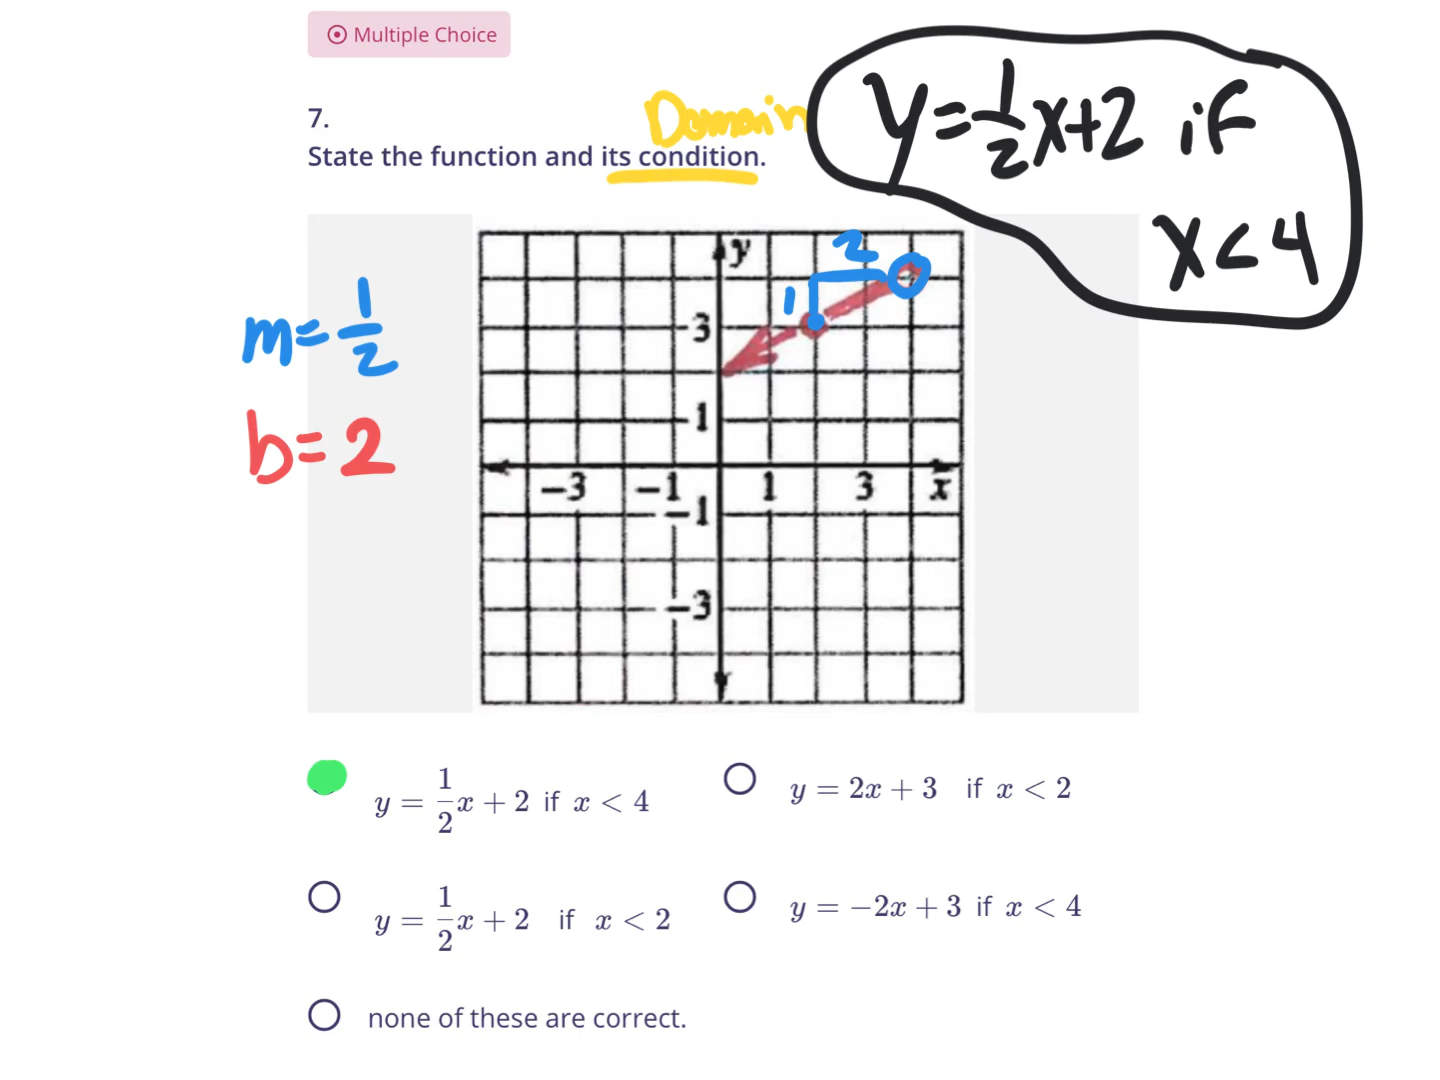 Multiple Choice
7.
Domain
State the function and its condition.
y = 1/2 x + 2 if
x < 4
m = 1/2
b = 2
y
2
1
3
1
−3 −1 1 3 x
−1
−3
y = 1/2 x + 2 if x < 4
y = 2x + 3 if x < 2
y = 1/2 x + 2 if x < 2
y = −2x + 3 if x < 4
none of these are correct.